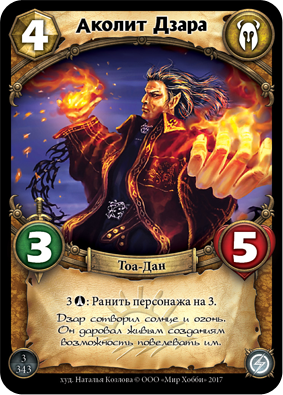 4
Аколит Дзара
3
5
Тоа-Дан
3 : Ранить персонажа на 3.
Дзар сотворил солнце и огонь.
Он даровал живым созданиям
возможность повелевать им.
3
343
худ. Наталья Козлова © ООО «Мир Хобби» 2017